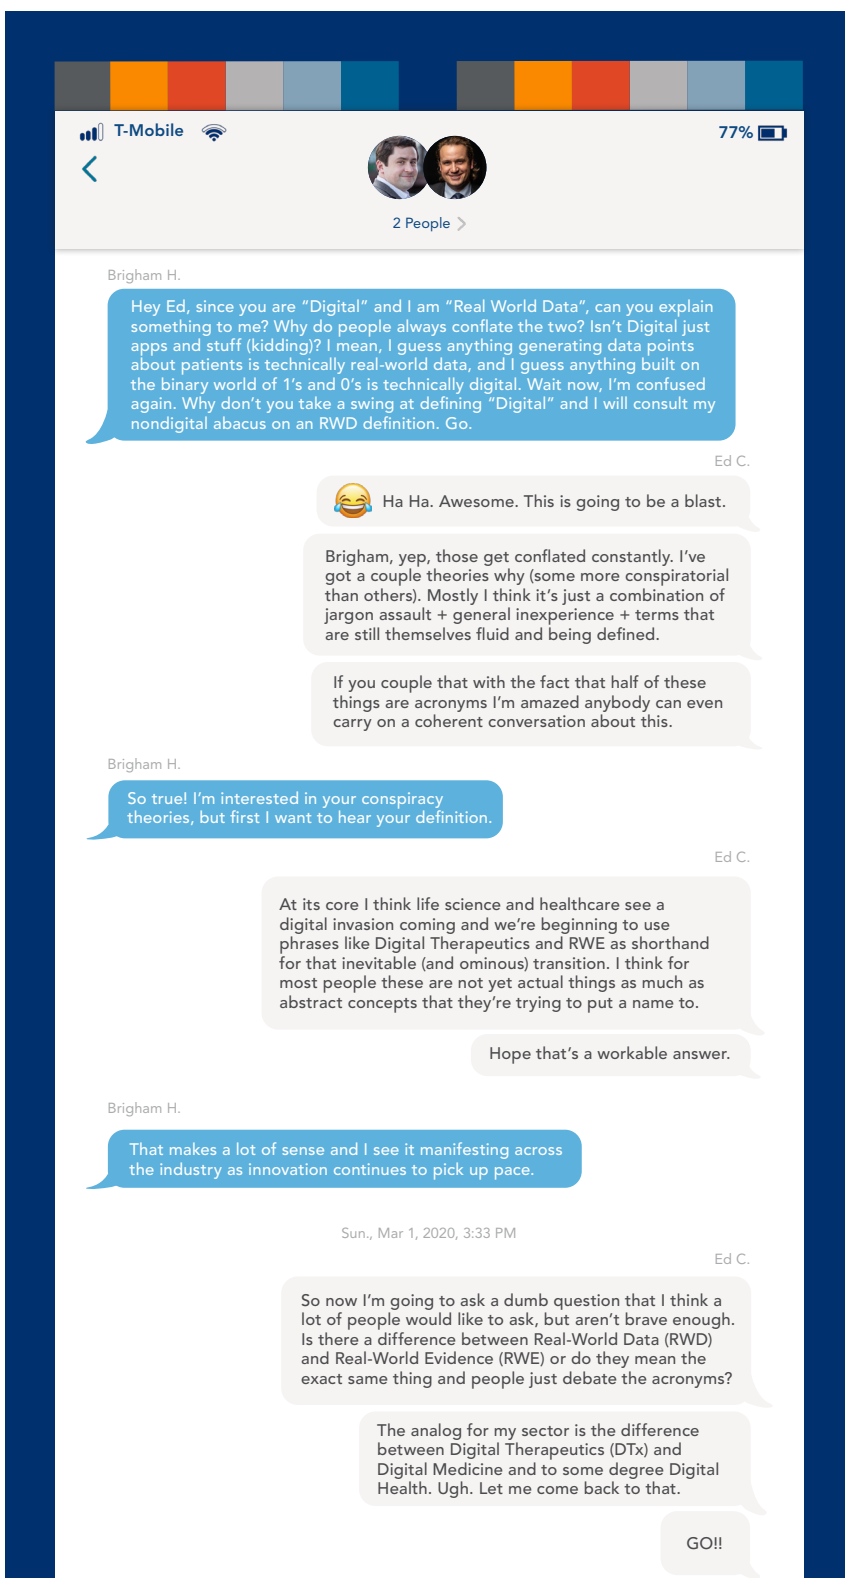 T-Mobile
77%
2 People
Brigham H.
Hey Ed, since you are “Digital” and I am “Real World Data”, can you explain
something to me? Why do people always conflate the two? Isn’t Digital just
apps and stuff (kidding)? I mean, I guess anything generating data points
about patients is technically real-world data, and I guess anything built on
the binary world of 1’s and 0’s is technically digital. Wait now, I’m confused
again. Why don’t you take a swing at defining “Digital” and I will consult my
nondigital abacus on an RWD definition. Go.
Ed C.
😂 Ha Ha. Awesome. This is going to be a blast.
Brigham, yep, those get conflated constantly. I’ve
got a couple theories why (some more conspiratorial
than others). Mostly I think it’s just a combination of
jargon assault + general inexperience + terms that
are still themselves fluid and being defined.
If you couple that with the fact that half of these
things are acronyms I’m amazed anybody can even
carry on a coherent conversation about this.
Brigham H.
So true! I’m interested in your conspiracy
theories, but first I want to hear your definition.
Ed C.
At its core I think life science and healthcare see a
digital invasion coming and we’re beginning to use
phrases like Digital Therapeutics and RWE as shorthand
for that inevitable (and ominous) transition. I think for
most people these are not yet actual things as much as
abstract concepts that they’re trying to put a name to.
Hope that’s a workable answer.
Brigham H.
That makes a lot of sense and I see it manifesting across
the industry as innovation continues to pick up pace.
Sun., Mar 1, 2020, 3:33 PM
Ed C.
So now I’m going to ask a dumb question that I think a
lot of people would like to ask, but aren’t brave enough.
Is there a difference between Real-World Data (RWD)
and Real-World Evidence (RWE) or do they mean the
exact same thing and people just debate the acronyms?
The analog for my sector is the difference
between Digital Therapeutics (DTx) and
Digital Medicine and to some degree Digital
Health. Ugh. Let me come back to that.
GO!!